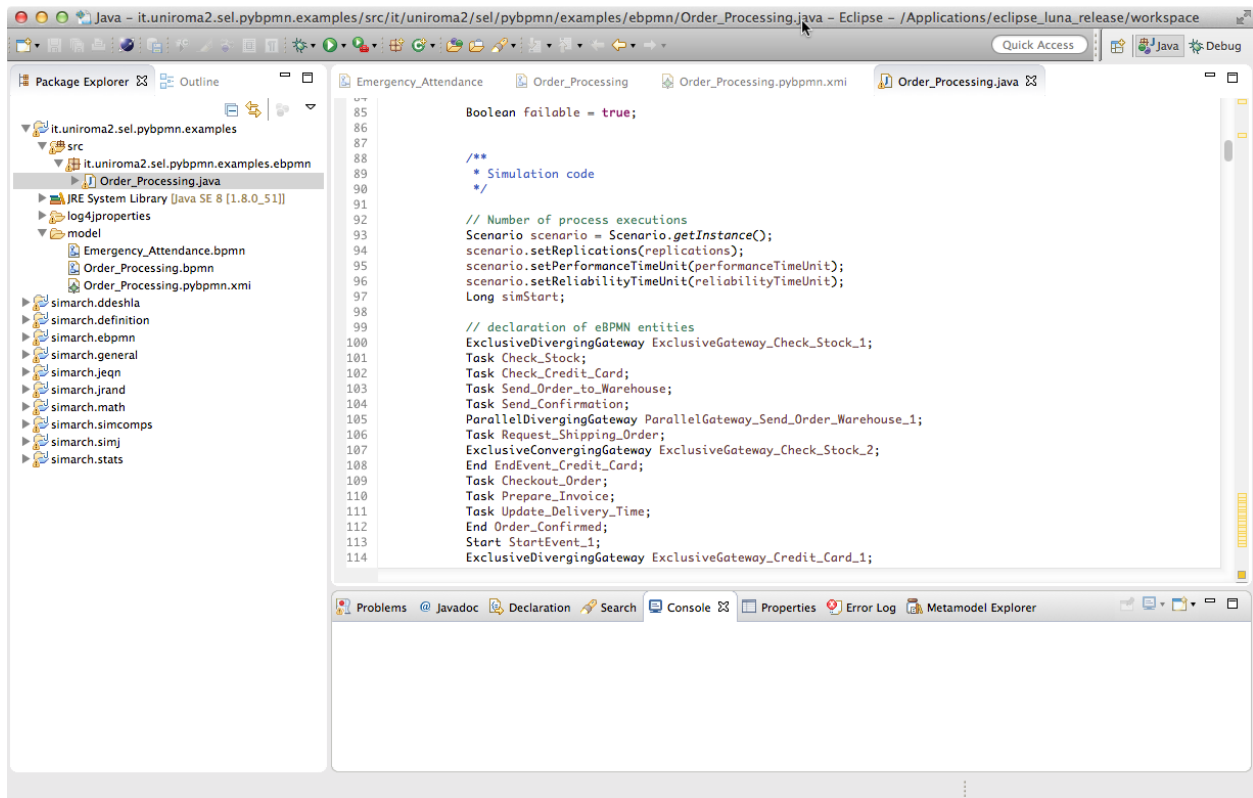 Java – it.uniroma2.sel.pybpmn.examples/src/it/uniroma2/sel/pybpmn/examples/ebpmn/Order_Processing.java – Eclipse – /Applications/eclipse_luna_release/workspace
Quick Access
Java
Debug
Package Explorer
Outline
Emergency_Attendance
Order_Processing
Order_Processing.pybpmn.xmi
Order_Processing.java
it.uniroma2.sel.pybpmn.examples
src
it.uniroma2.sel.pybpmn.examples.ebpmn
Order_Processing.java
JRE System Library [Java SE 8 [1.8.0_51]]
log4jproperties
model
Emergency_Attendance.bpmn
Order_Processing.bpmn
Order_Processing.pybpmn.xmi
simarch.ddeshla
simarch.definition
simarch.ebpmn
simarch.general
simarch.jeqn
simarch.jrand
simarch.math
simarch.simcomps
simarch.simj
simarch.stats
84
85 Boolean failable = true;
86
87
88 /**
89 * Simulation code
90 */
91
92 // Number of process executions
93 Scenario scenario = Scenario.getInstance();
94 scenario.setReplications(replications);
95 scenario.setPerformanceTimeUnit(performanceTimeUnit);
96 scenario.setReliabilityTimeUnit(reliabilityTimeUnit);
97 Long simStart;
98
99 // declaration of eBPMN entities
100 ExclusiveDivergingGateway ExclusiveGateway_Check_Stock_1;
101 Task Check_Stock;
102 Task Check_Credit_Card;
103 Task Send_Order_to_Warehouse;
104 Task Send_Confirmation;
105 ParallelDivergingGateway ParallelGateway_Send_Order_Warehouse_1;
106 Task Request_Shipping_Order;
107 ExclusiveConvergingGateway ExclusiveGateway_Check_Stock_2;
108 End EndEvent_Credit_Card;
109 Task Checkout_Order;
110 Task Prepare_Invoice;
111 Task Update_Delivery_Time;
112 End Order_Confirmed;
113 Start StartEvent_1;
114 ExclusiveDivergingGateway ExclusiveGateway_Credit_Card_1;
Problems @ Javadoc Declaration Search Console Properties Error Log Metamodel Explorer